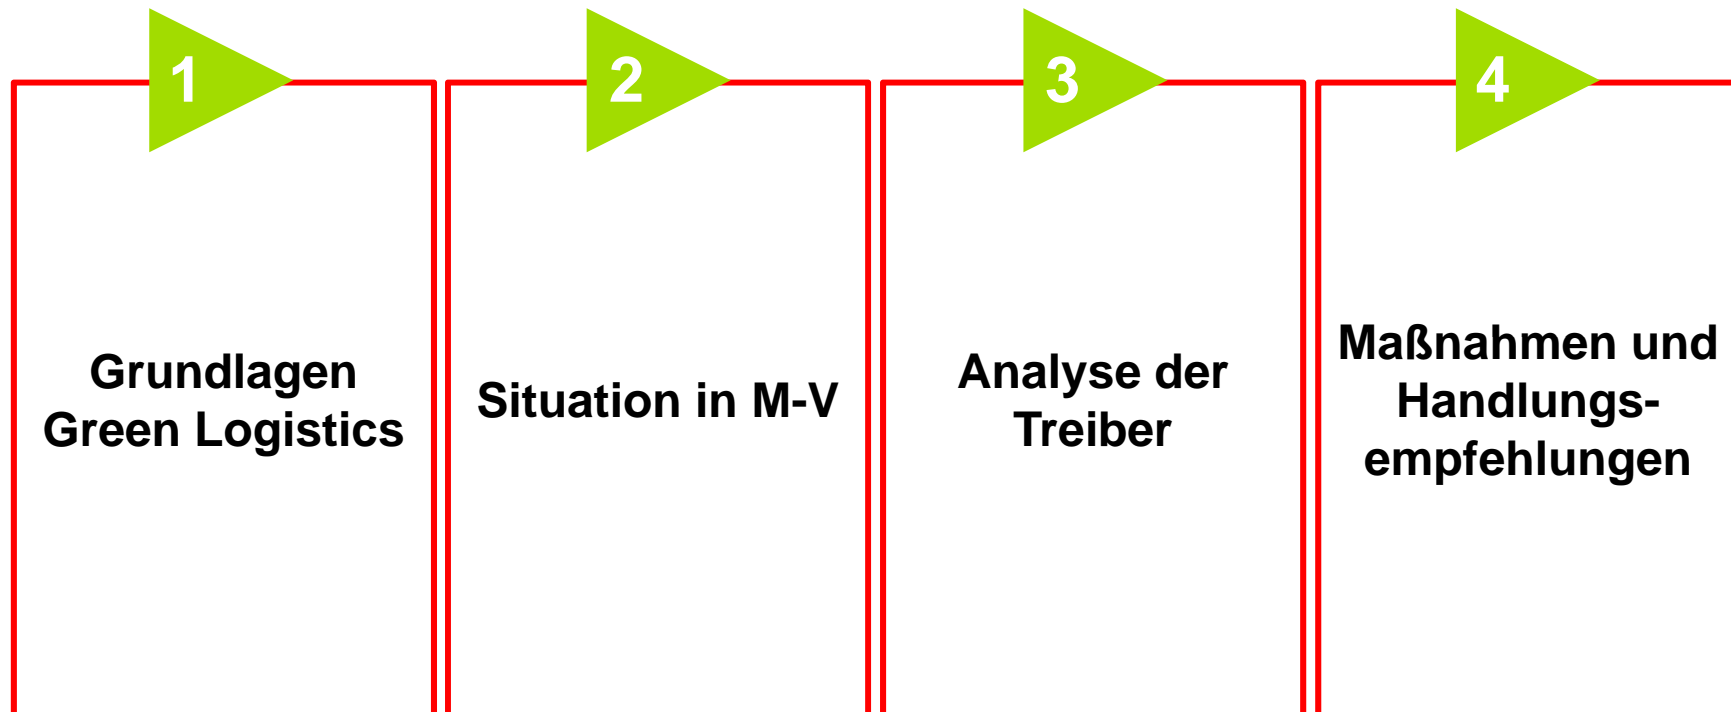 1
Grundlagen
Green Logistics
2
Situation in M-V
3
Analyse der
Treiber
4
Maßnahmen und
Handlungs-
empfehlungen